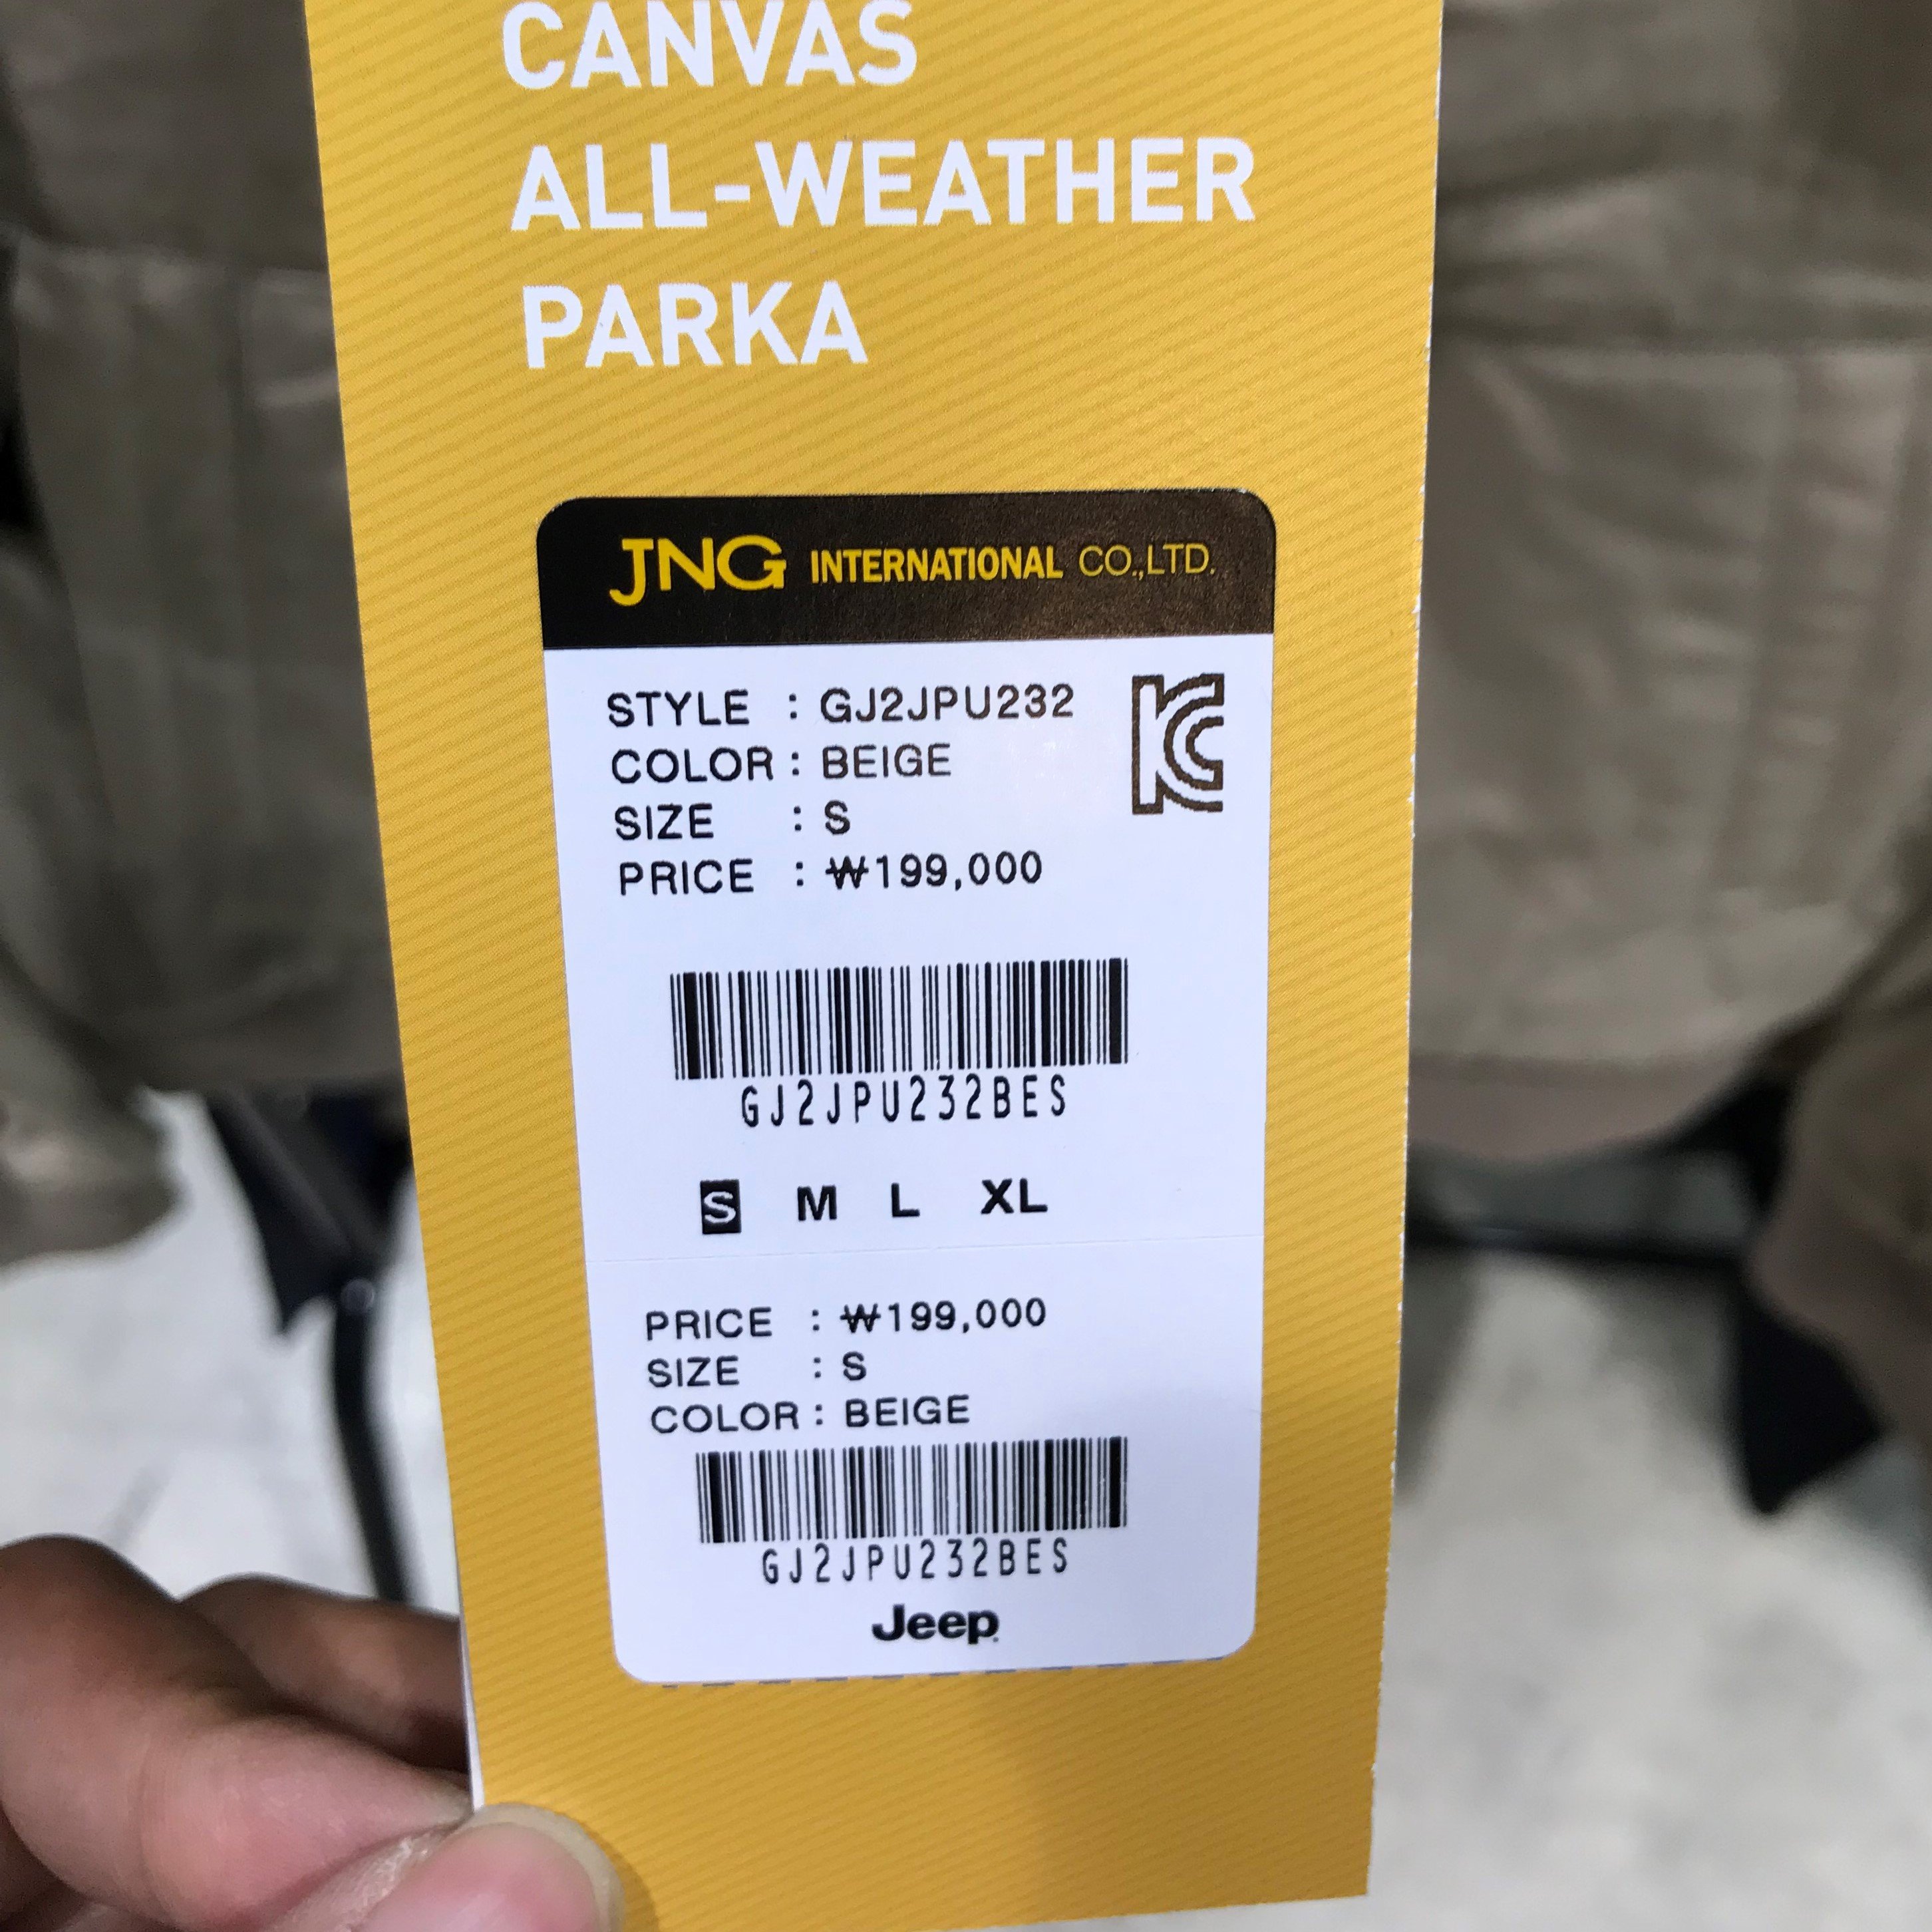 CANVAS
ALL-WEATHER
PARKA
JNG INTERNATIONAL CO.,LTD.
STYLE : GJ2JPU232
COLOR : BEIGE
SIZE : S
PRICE : ₩199,000
KC
GJ2JPU232BES
S M L XL
PRICE : ₩199,000
SIZE : S
COLOR : BEIGE
GJ2JPU232BES
Jeep